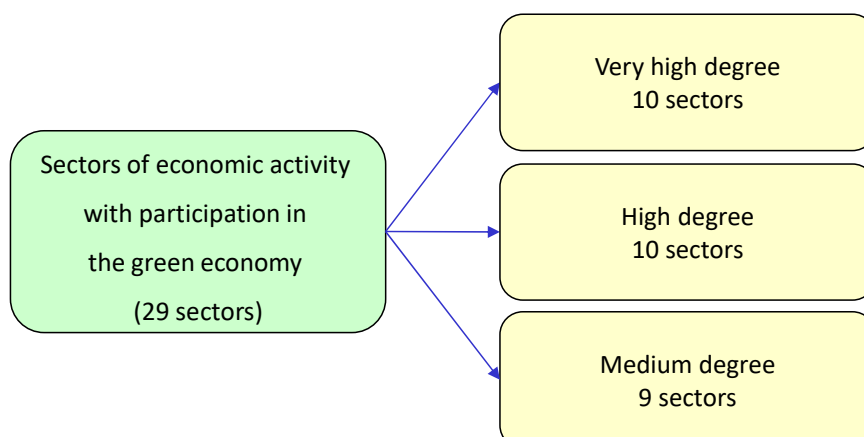 Sectors of economic activity
with participation in
the green economy
(29 sectors)
Very high degree
10 sectors
High degree
10 sectors
Medium degree
9 sectors